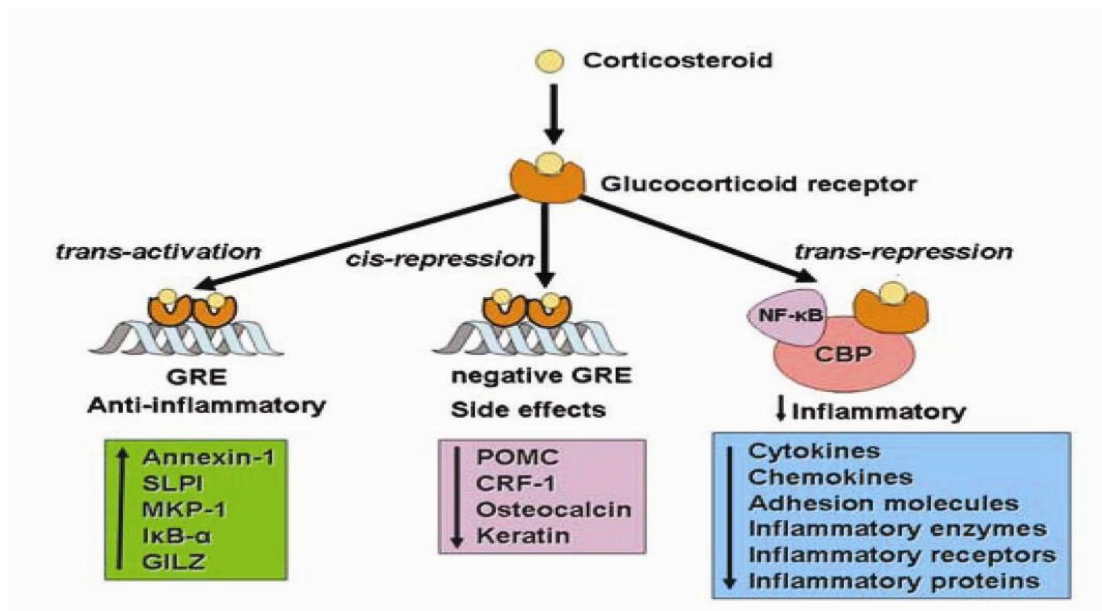 Corticosteroid
Glucocorticoid receptor
trans-activation
cis-repression
trans-repression
NF-κB
CBP
GRE
Anti-inflammatory
negative GRE
Side effects
Inflammatory
Annexin-1
SLPI
MKP-1
IκB-α
GILZ
POMC
CRF-1
Osteocalcin
Keratin
Cytokines
Chemokines
Adhesion molecules
Inflammatory enzymes
Inflammatory receptors
Inflammatory proteins